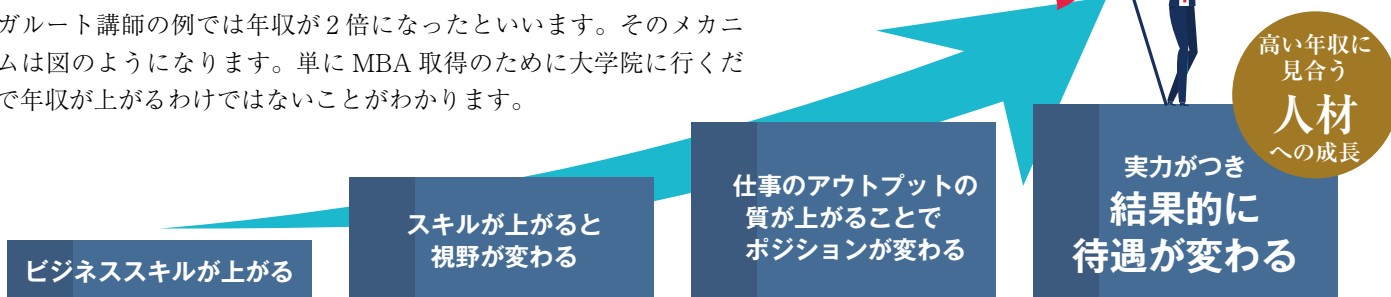 ガルート講師の例では年収が２倍になったといいます。そのメカニ
ムは図のようになります。単に MBA 取得のために大学院に行くだ
で年収が上がるわけではないことがわかります。
高い年収に
見合う
人材
への成長
ビジネススキルが上がる
スキルが上がると
視野が変わる
仕事のアウトプットの
質が上がることで
ポジションが変わる
実力がつき
結果的に
待遇が変わる